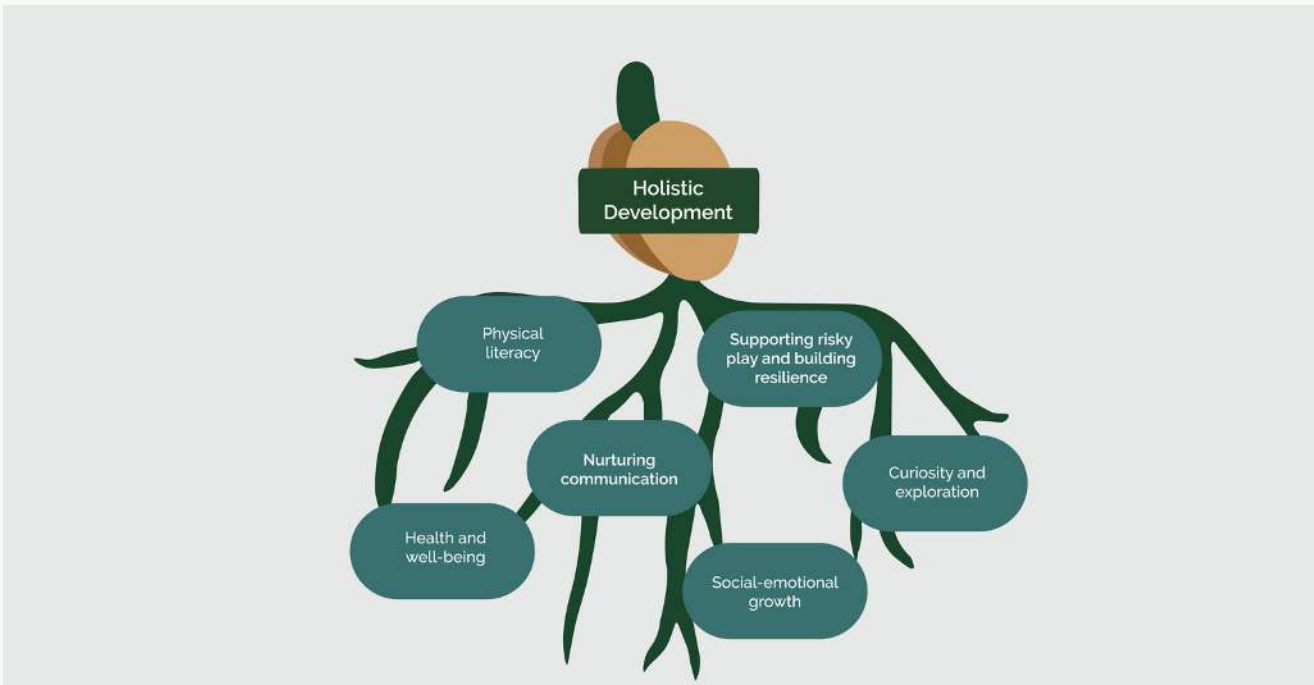 Holistic
Development
Physical
literacy
Supporting risky
play and building
resilience
Nurturing
communication
Curiosity and
exploration
Health and
well-being
Social-emotional
growth